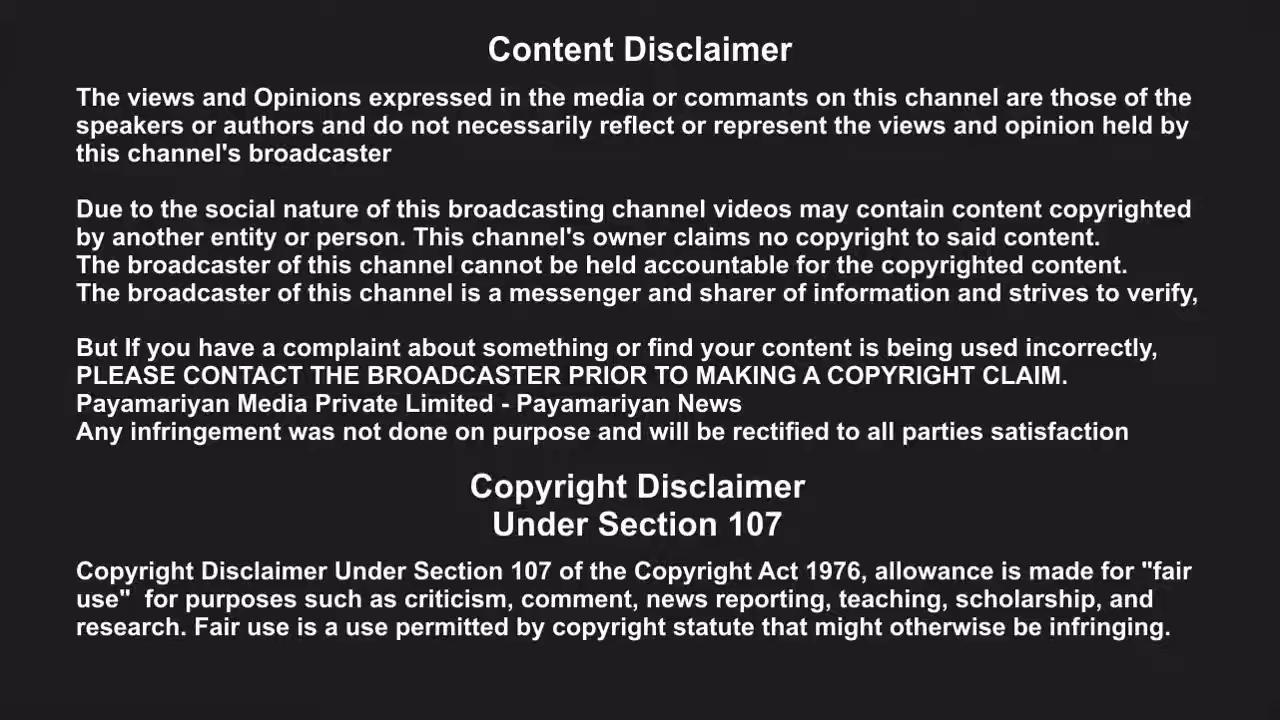 Content Disclaimer
The views and Opinions expressed in the media or commants on this channel are those of the
speakers or authors and do not necessarily reflect or represent the views and opinion held by
this channel's broadcaster
Due to the social nature of this broadcasting channel videos may contain content copyrighted
by another entity or person. This channel's owner claims no copyright to said content.
The broadcaster of this channel cannot be held accountable for the copyrighted content.
The broadcaster of this channel is a messenger and sharer of information and strives to verify,
But If you have a complaint about something or find your content is being used incorrectly,
PLEASE CONTACT THE BROADCASTER PRIOR TO MAKING A COPYRIGHT CLAIM.
Payamariyan Media Private Limited - Payamariyan News
Any infringement was not done on purpose and will be rectified to all parties satisfaction
Copyright Disclaimer
Under Section 107
Copyright Disclaimer Under Section 107 of the Copyright Act 1976, allowance is made for "fair
use"  for purposes such as criticism, comment, news reporting, teaching, scholarship, and
research. Fair use is a use permitted by copyright statute that might otherwise be infringing.